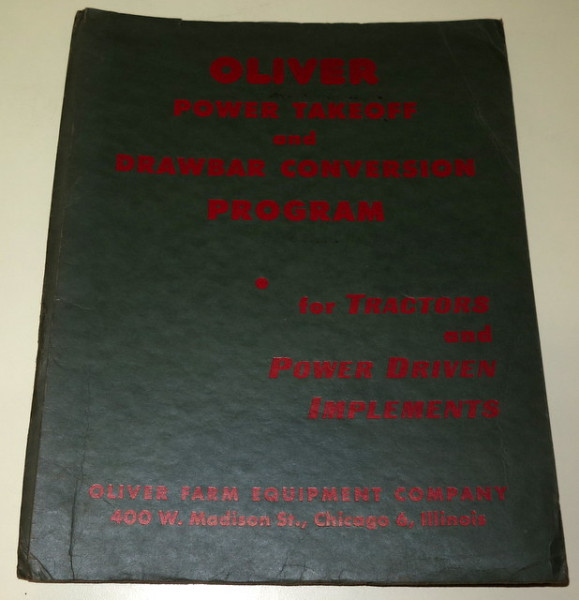 OLIVER
POWER TAKEOFF
and
DRAWBAR CONVERSION
PROGRAM
for TRACTORS
and
POWER DRIVEN
IMPLEMENTS
OLIVER FARM EQUIPMENT COMPANY
400 W. Madison St., Chicago 6, Illinois